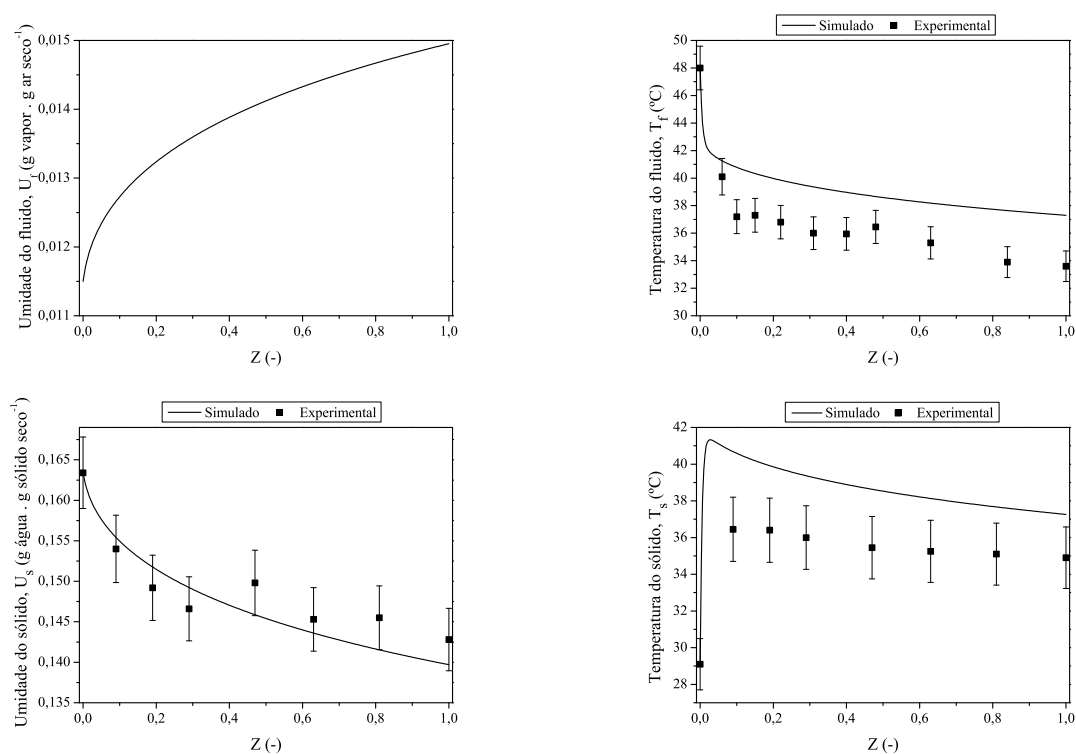 Umidade do fluido, U_f (g vapor . g ar seco⁻¹)
0,015
0,014
0,013
0,012
0,011
0,0 0,2 0,4 0,6 0,8 1,0
Z (-)
Simulado Experimental
Temperatura do fluido, T_f (ºC)
50
48
46
44
42
40
38
36
34
32
30
0,0 0,2 0,4 0,6 0,8 1,0
Z (-)
Simulado Experimental
Umidade do sólido, U_s (g água . g sólido seco⁻¹)
0,165
0,160
0,155
0,150
0,145
0,140
0,135
0,0 0,2 0,4 0,6 0,8 1,0
Z (-)
Simulado Experimental
Temperatura do sólido, T_s (ºC)
42
40
38
36
34
32
30
28
0,0 0,2 0,4 0,6 0,8 1,0
Z (-)